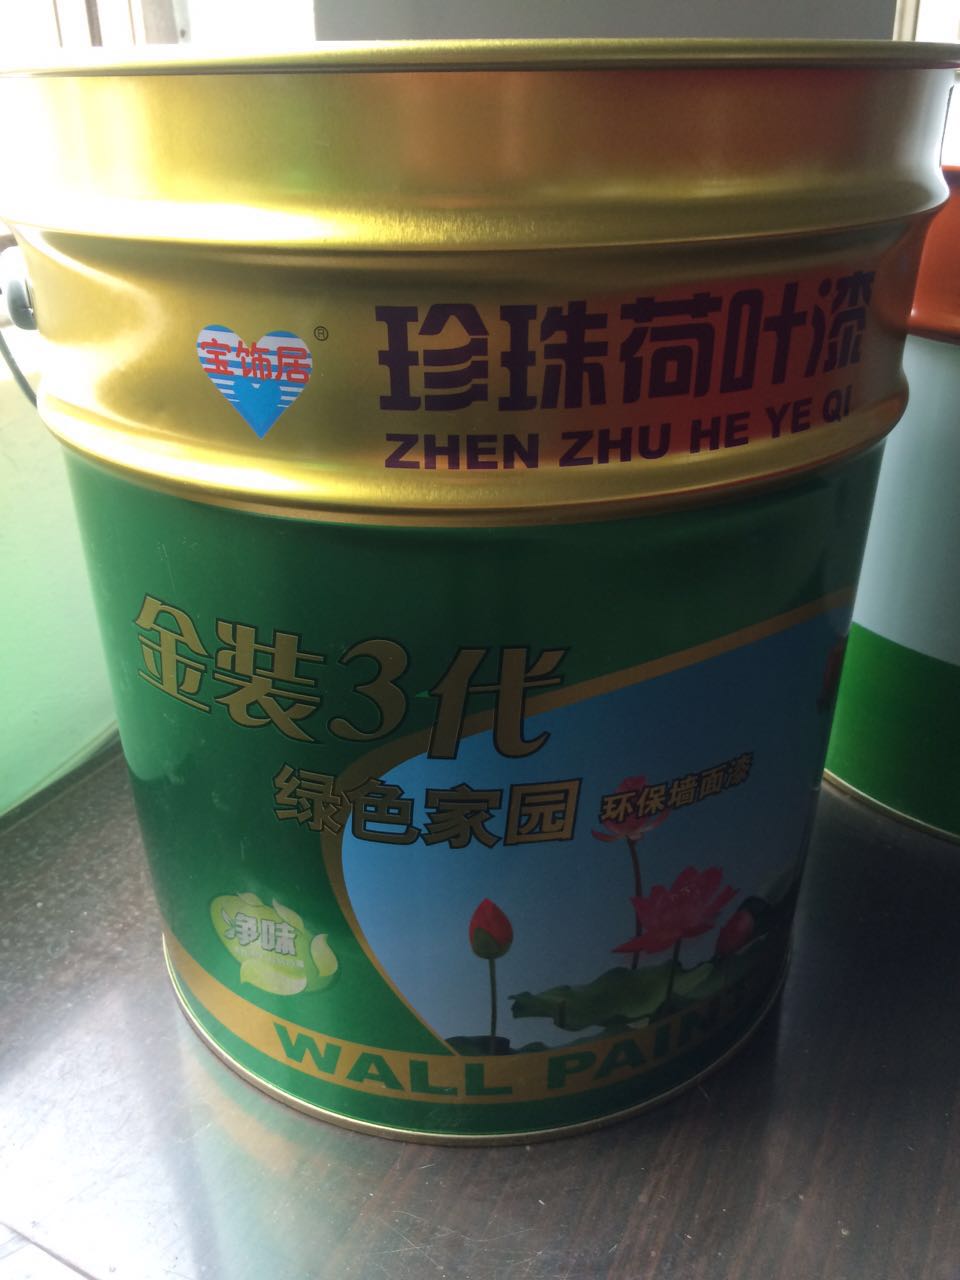 宝饰居®
珍珠荷叶漆
ZHEN ZHU HE YE QI
金装3代
绿色家园 环保墙面漆
净味
WALL PAINT